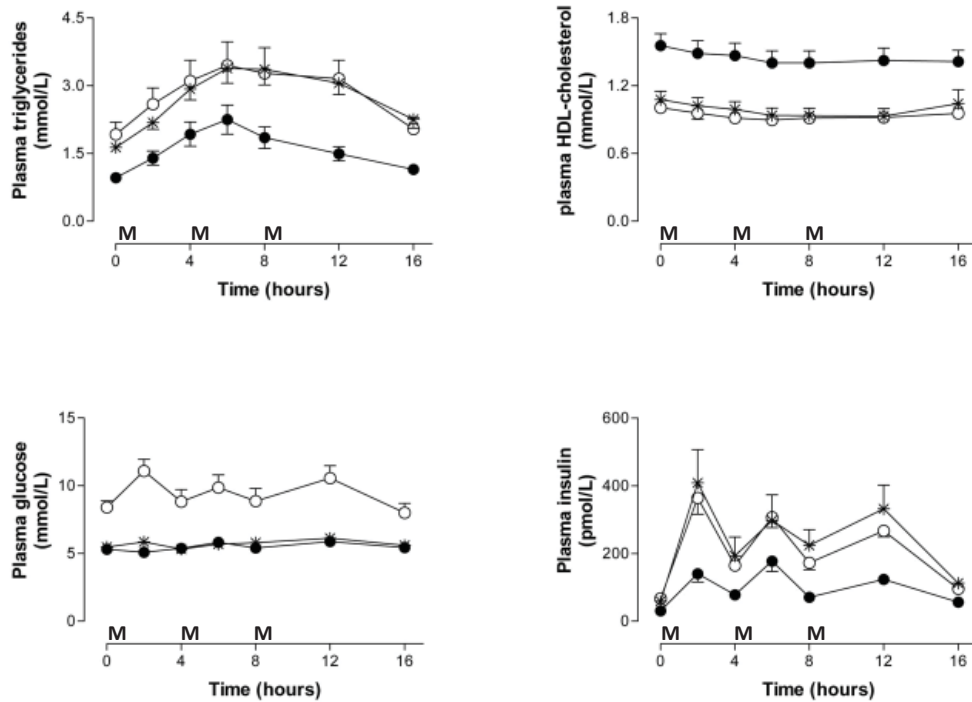 Plasma triglycerides
(mmol/L)
4.5
3.0
1.5
0.0
M M M
0 4 8 12 16
Time (hours)
plasma HDL-cholesterol
(mmol/L)
1.8
1.2
0.6
0.0
M M M
0 4 8 12 16
Time (hours)
Plasma glucose
(mmol/L)
15
10
5
0
M M M
0 4 8 12 16
Time (hours)
Plasma insulin
(pmol/L)
600
400
200
0
M M M
0 4 8 12 16
Time (hours)